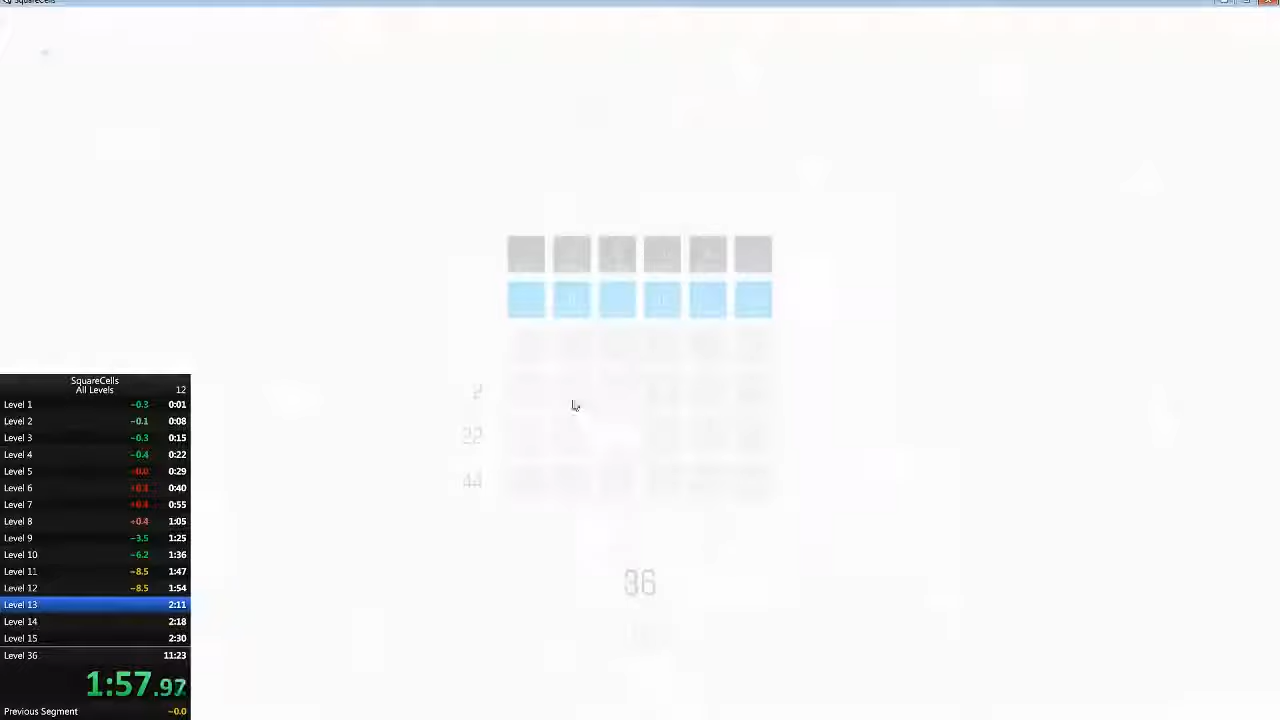 SquareCells
2
22
44
36
SquareCells
All Levels 12
Level 1 -0.3 0:01
Level 2 -0.1 0:08
Level 3 -0.3 0:15
Level 4 -0.4 0:22
Level 5 0:29
Level 6 0:40
Level 7 0:55
Level 8 +0.4 1:05
Level 9 -3.5 1:25
Level 10 -6.2 1:36
Level 11 -8.5 1:47
Level 12 -8.5 1:54
Level 13 2:11
Level 14 2:18
Level 15 2:30
Level 36 11:23
1:57.97
Previous Segment -0.0